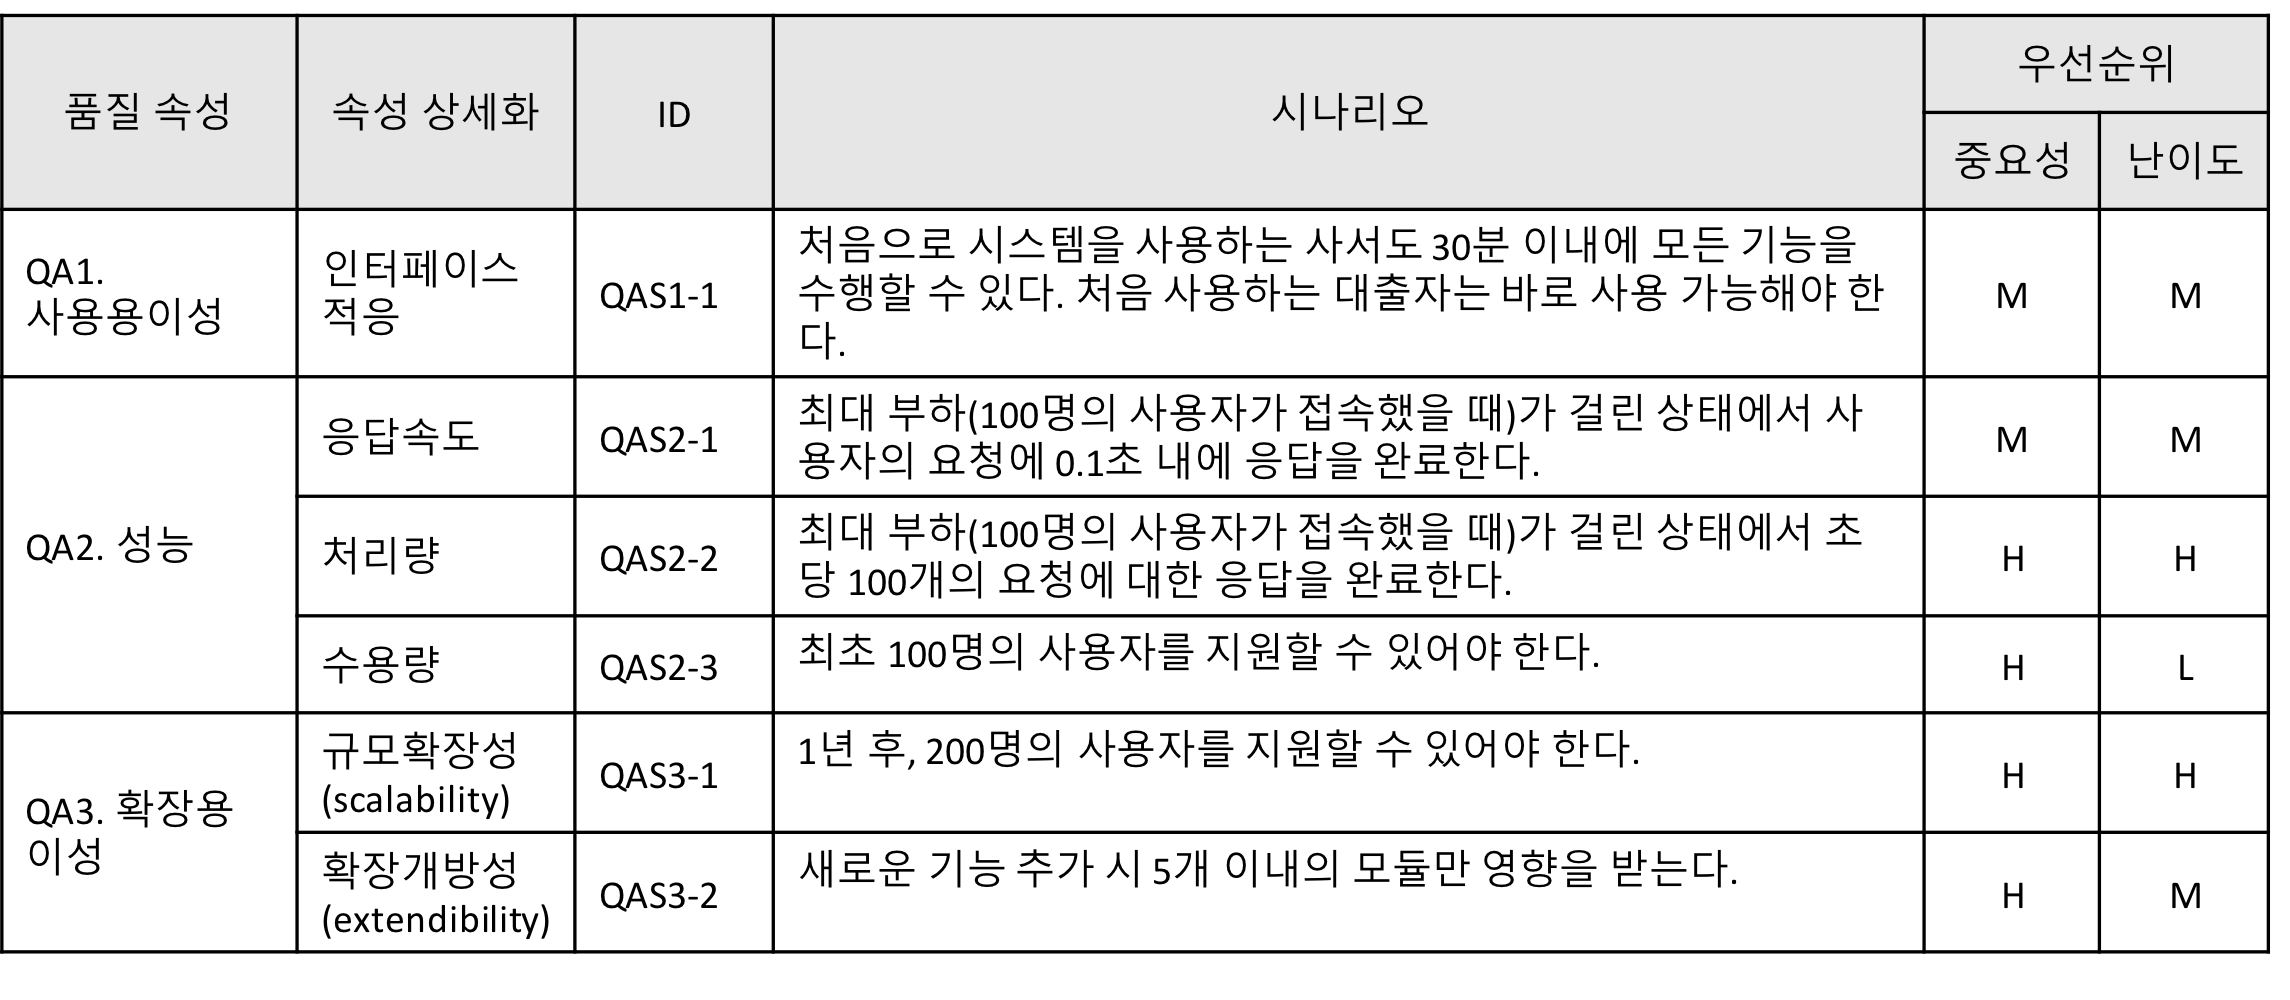 품질 속성
속성 상세화
ID
시나리오
우선순위
중요성
난이도
QA1.
사용용이성
인터페이스
적응
QAS1-1
처음으로 시스템을 사용하는 사서도 30분 이내에 모든 기능을
수행할 수 있다. 처음 사용하는 대출자는 바로 사용 가능해야 한
다.
M
M
QA2. 성능
응답속도
QAS2-1
최대 부하(100명의 사용자가 접속했을 때)가 걸린 상태에서 사
용자의 요청에 0.1초 내에 응답을 완료한다.
M
M
처리량
QAS2-2
최대 부하(100명의 사용자가 접속했을 때)가 걸린 상태에서 초
당 100개의 요청에 대한 응답을 완료한다.
H
H
수용량
QAS2-3
최초 100명의 사용자를 지원할 수 있어야 한다.
H
L
QA3. 확장용
이성
규모확장성
(scalability)
QAS3-1
1년 후, 200명의 사용자를 지원할 수 있어야 한다.
H
H
확장개방성
(extendibility)
QAS3-2
새로운 기능 추가 시 5개 이내의 모듈만 영향을 받는다.
H
M